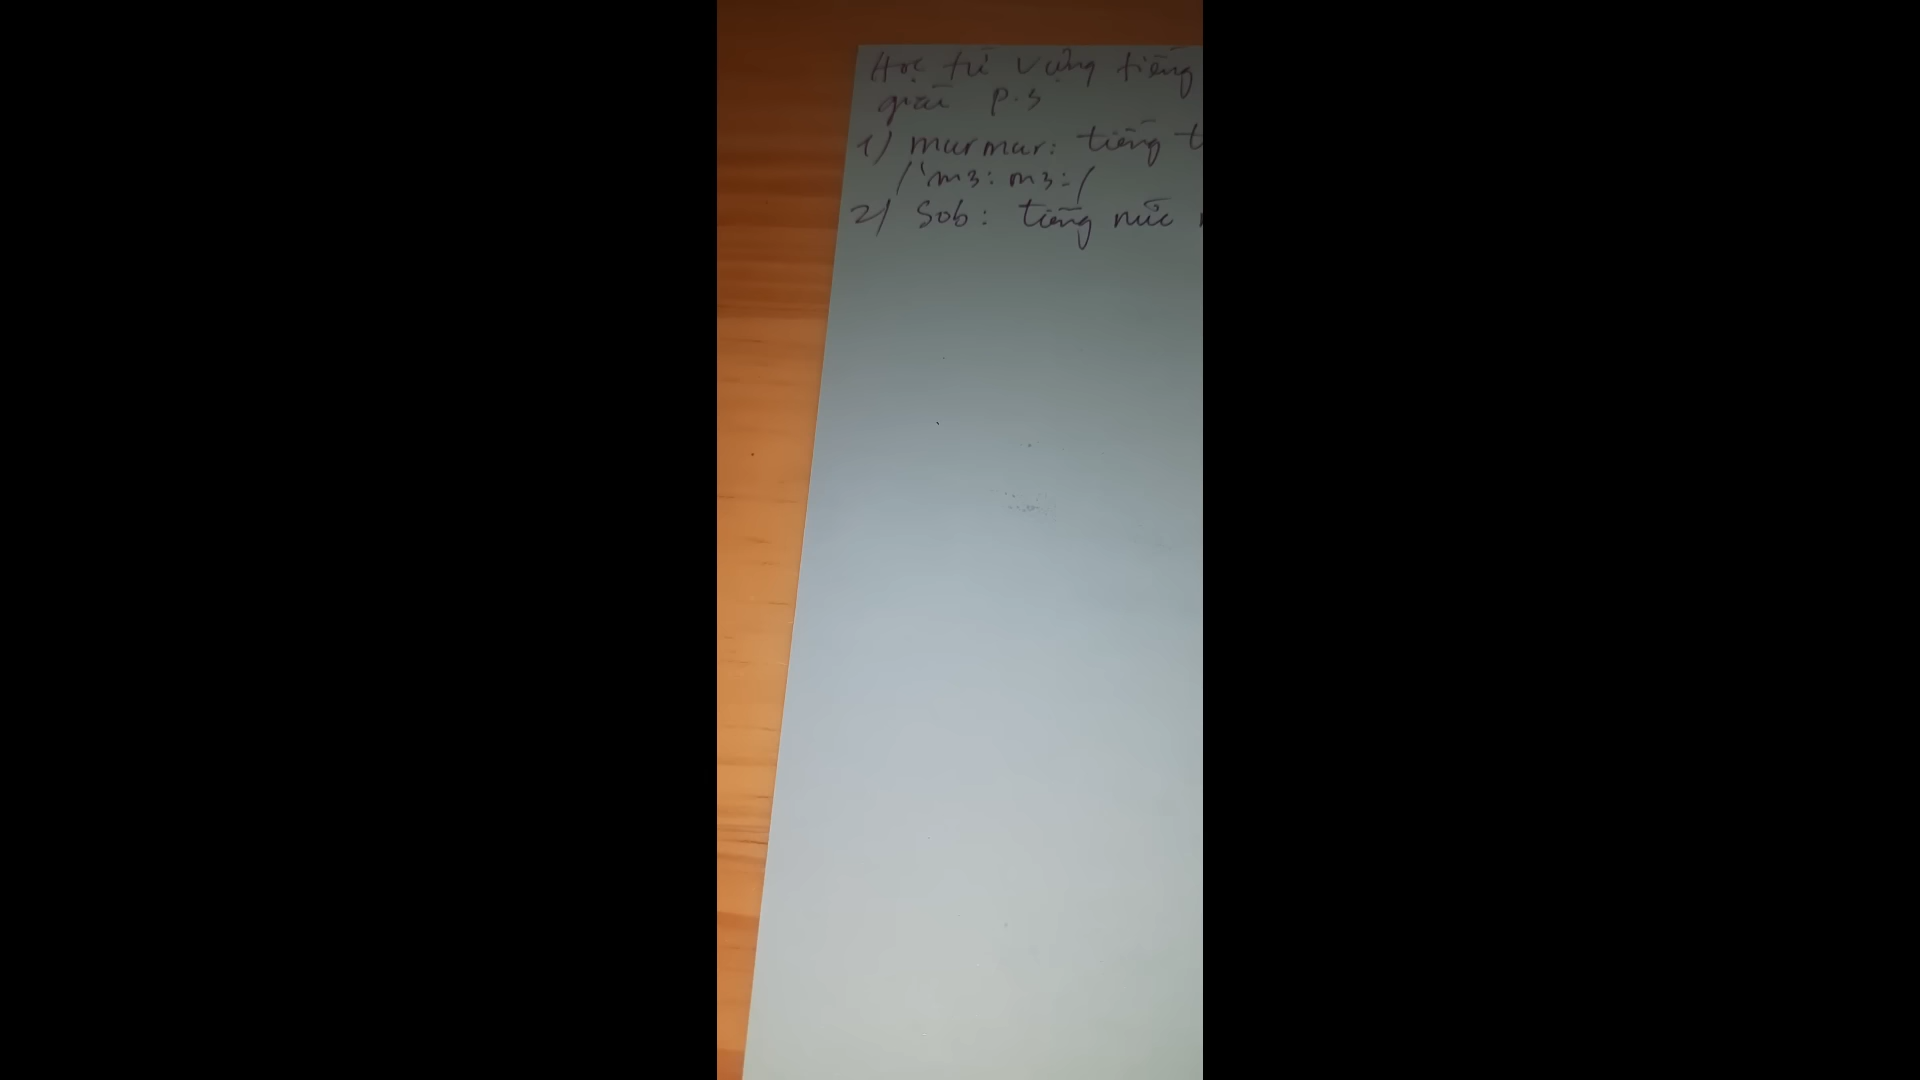 Học từ vựng tiếng
giải p.3
1) murmur: tiếng t
/'mɜ: mɜ:/
2) Sob: tiếng nức